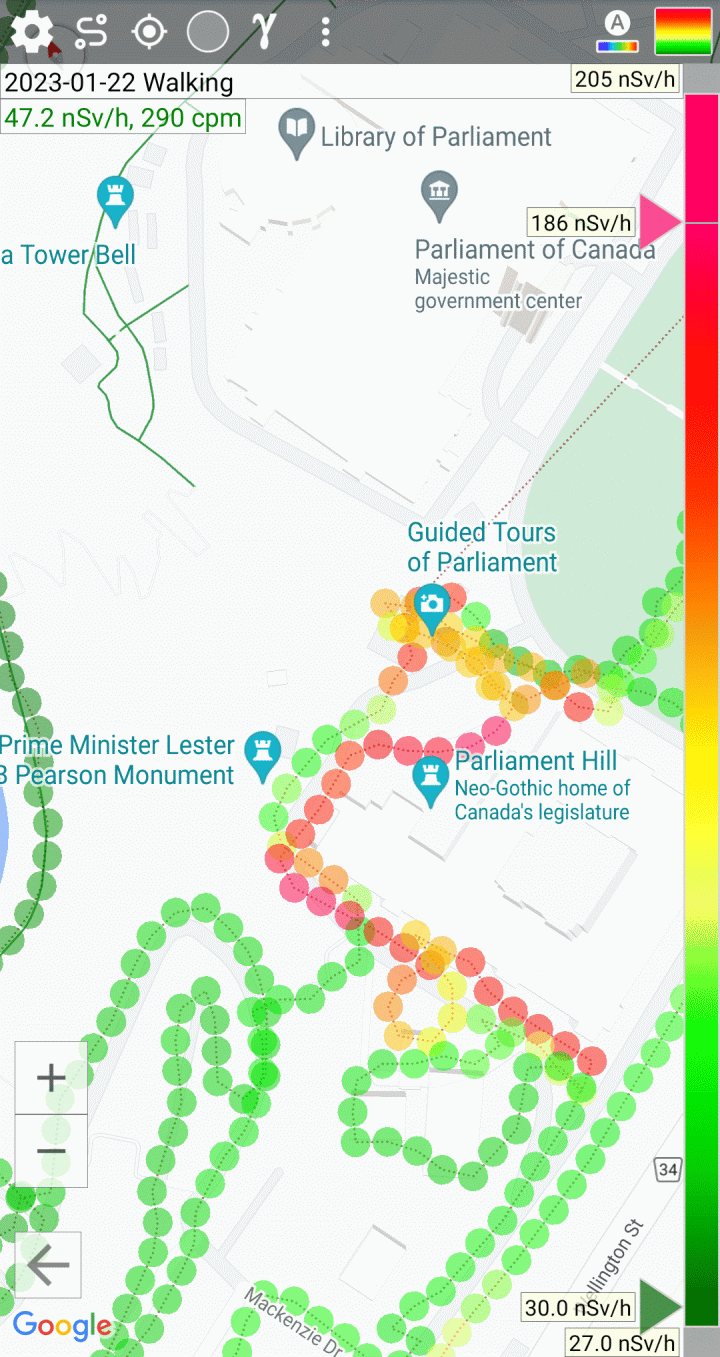 A
2023-01-22 Walking
205 nSv/h
47.2 nSv/h, 290 cpm
Library of Parliament
186 nSv/h
Parliament of Canada
Majestic
government center
a Tower Bell
Guided Tours
of Parliament
Prime Minister Lester
B Pearson Monument
Parliament Hill
Neo-Gothic home of
Canada's legislature
+
−
34
Wellington St
Mackenzie Dr
30.0 nSv/h
Google
27.0 nSv/h